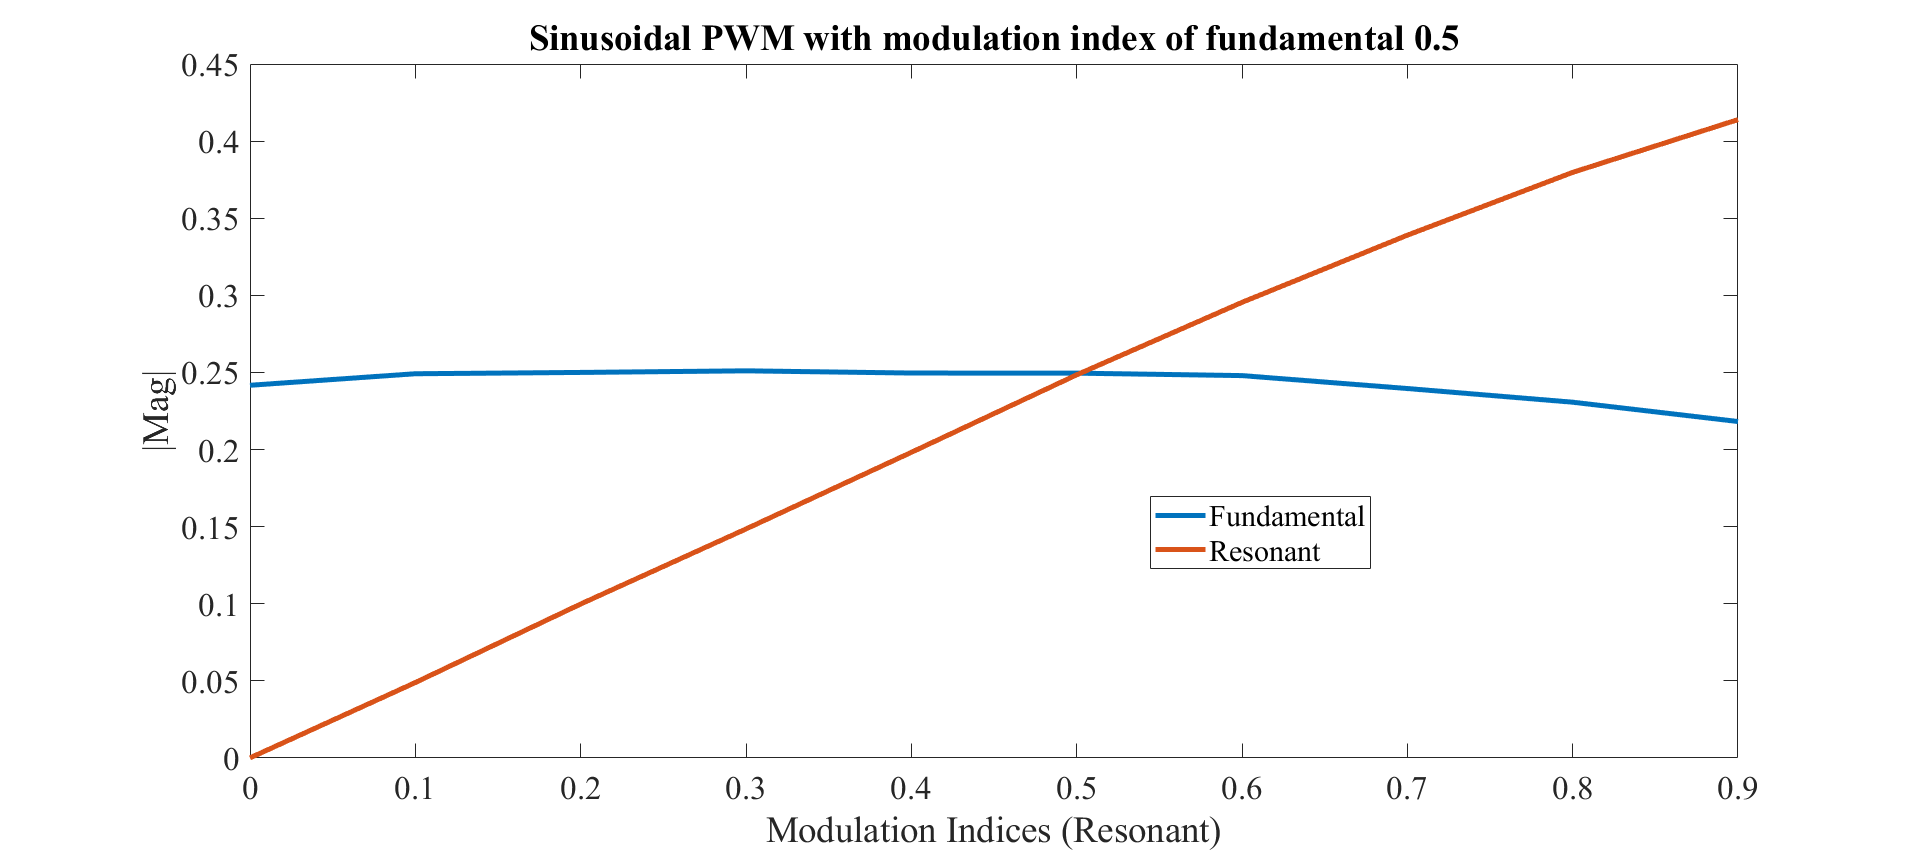 Sinusoidal PWM with modulation index of fundamental 0.5
0.45
0.4
0.35
0.3
0.25
0.2
0.15
0.1
0.05
0
|Mag|
Fundamental
Resonant
0 0.1 0.2 0.3 0.4 0.5 0.6 0.7 0.8 0.9
Modulation Indices (Resonant)